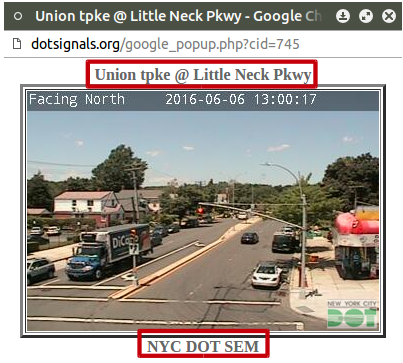 Union tpke @ Little Neck Pkwy - Google Ch
dotsignals.org/google_popup.php?cid=745
Union tpke @ Little Neck Pkwy
Facing North 2016-06-06 13:00:17
DiCa
NEW YORK CITY
DOT
NYC DOT SEM